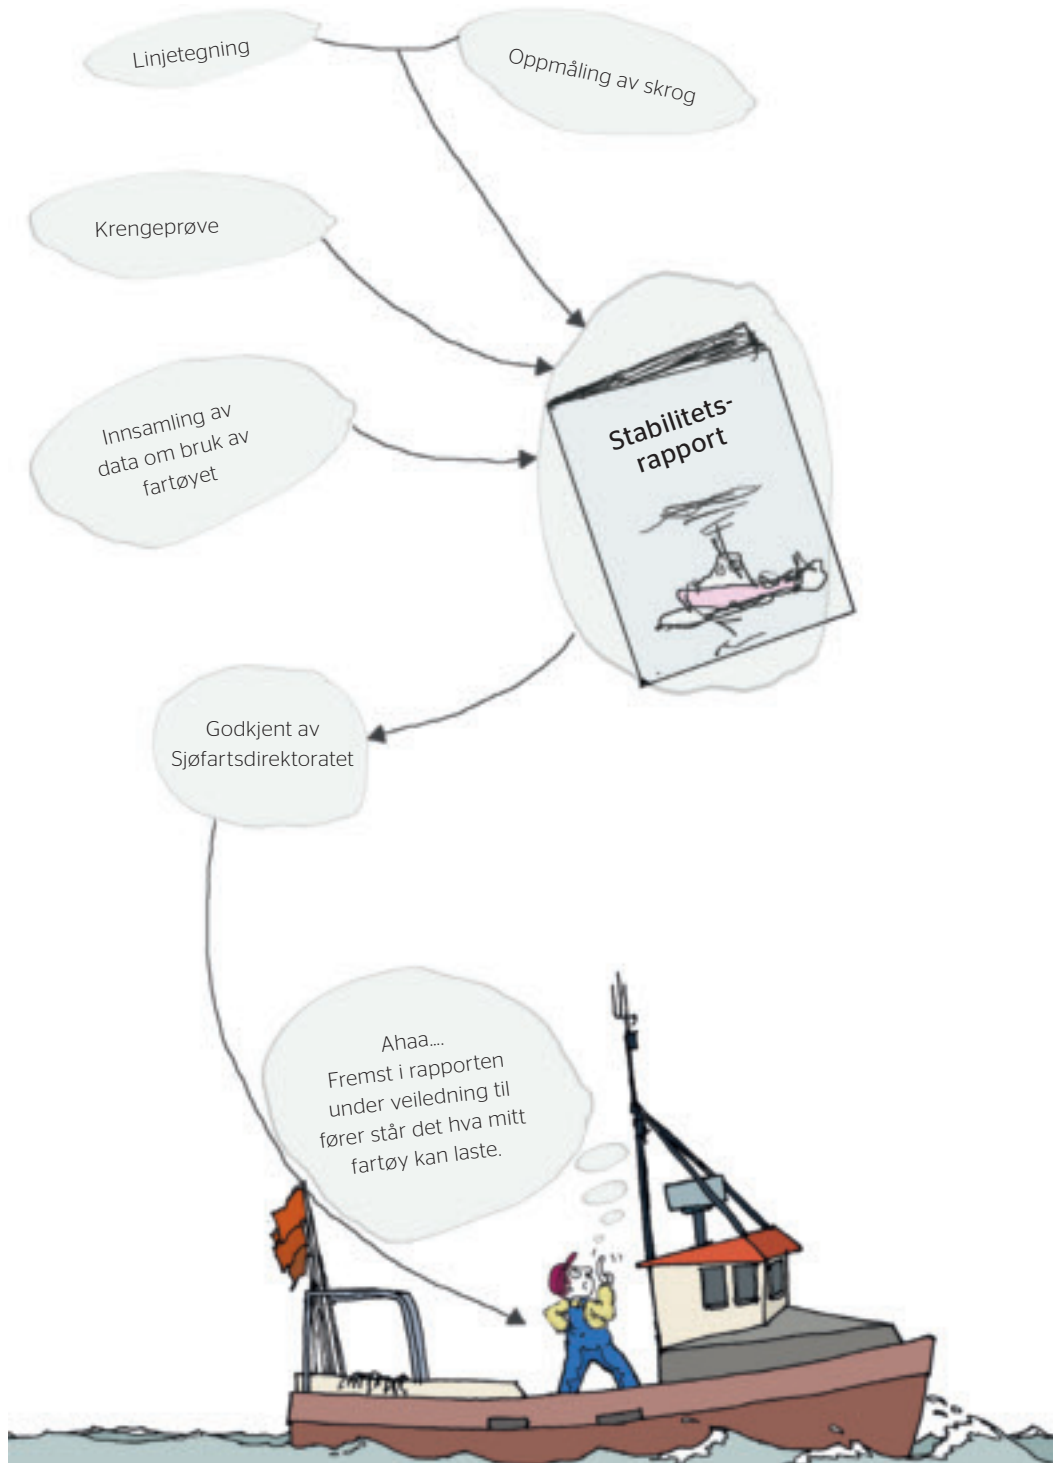 Linjetegning
Oppmåling av skrog
Krengeprøve
Innsamling av
data om bruk av
fartøyet
Stabilitets-
rapport
Godkjent av
Sjøfartsdirektoratet
Ahaa....
Fremst i rapporten
under veiledning til
fører står det hva mitt
fartøy kan laste.